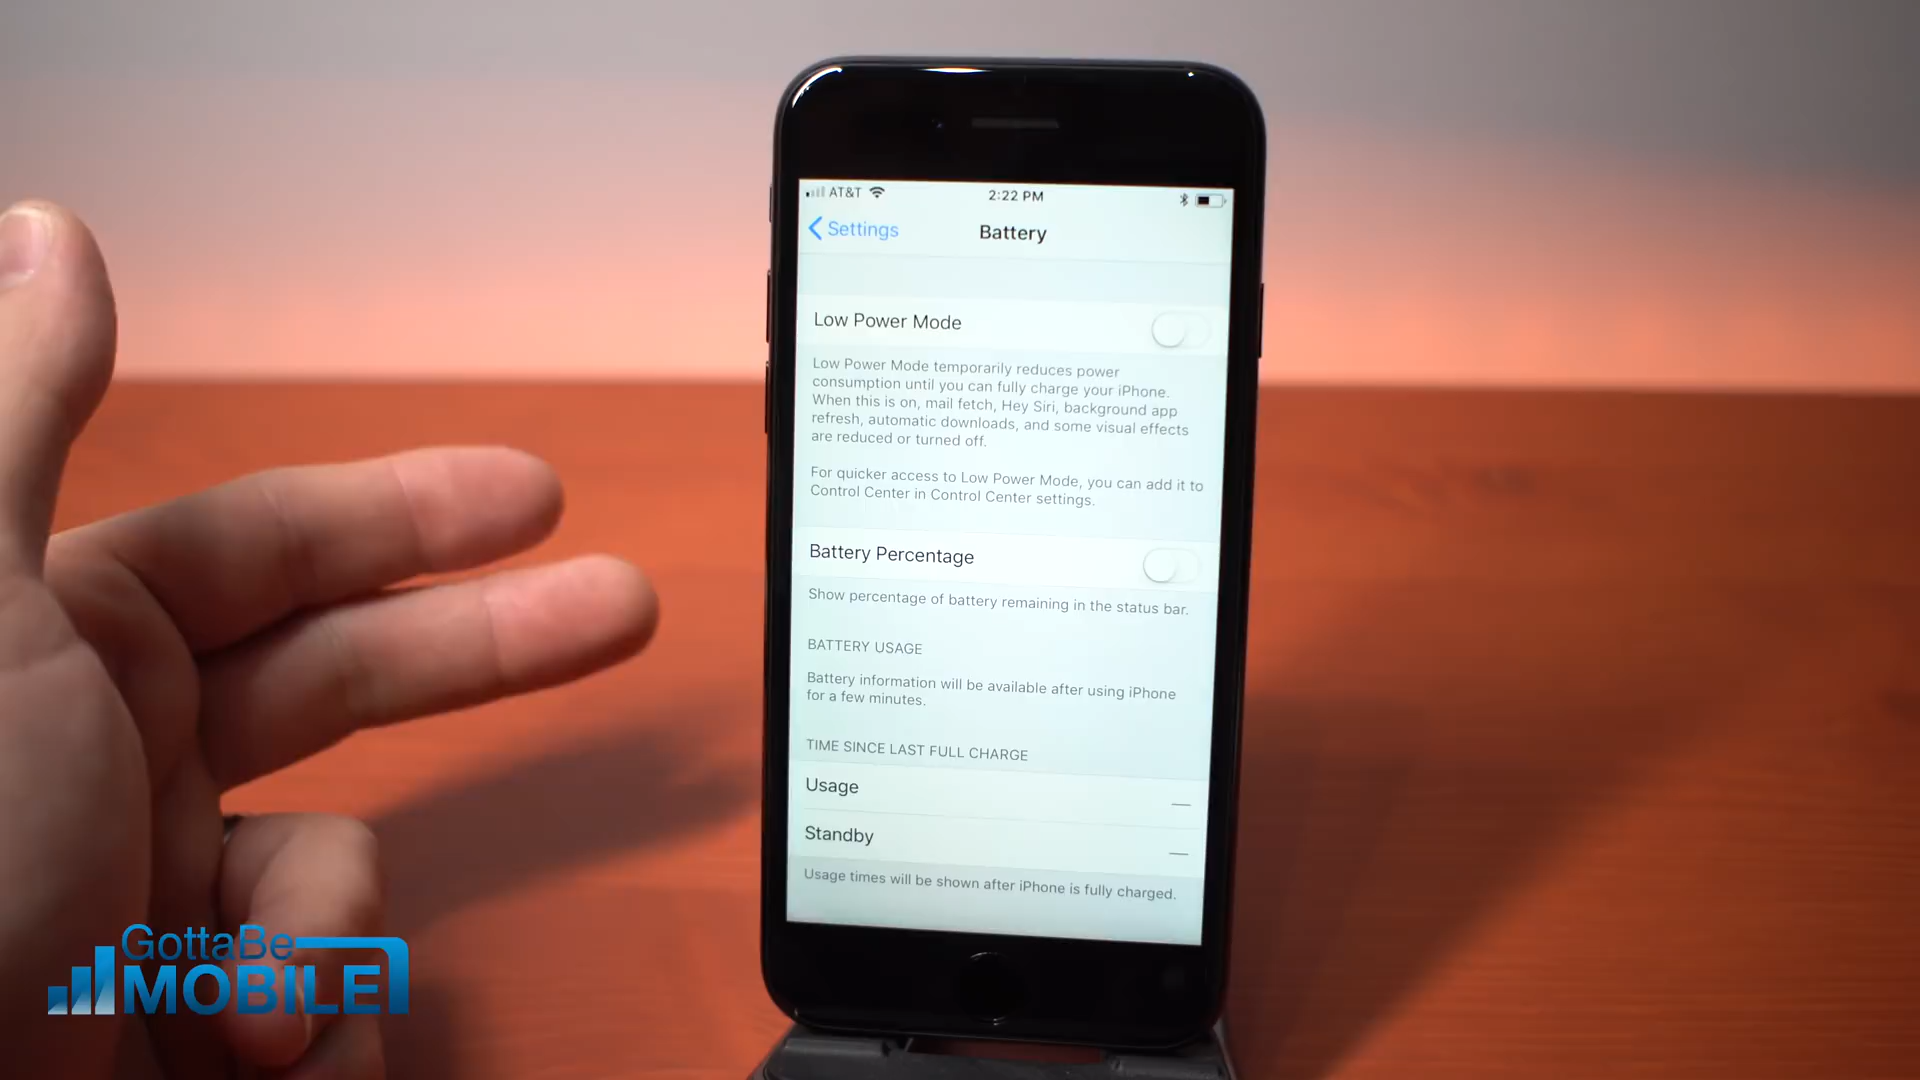 AT&T
2:22 PM
Settings
Battery
Low Power Mode
Low Power Mode temporarily reduces power
consumption until you can fully charge your iPhone.
When this is on, mail fetch, Hey Siri, background app
refresh, automatic downloads, and some visual effects
are reduced or turned off.
For quicker access to Low Power Mode, you can add it to
Control Center in Control Center settings.
Battery Percentage
Show percentage of battery remaining in the status bar.
BATTERY USAGE
Battery information will be available after using iPhone
for a few minutes.
TIME SINCE LAST FULL CHARGE
Usage —
Standby —
Usage times will be shown after iPhone is fully charged.
GottaBe
MOBILE